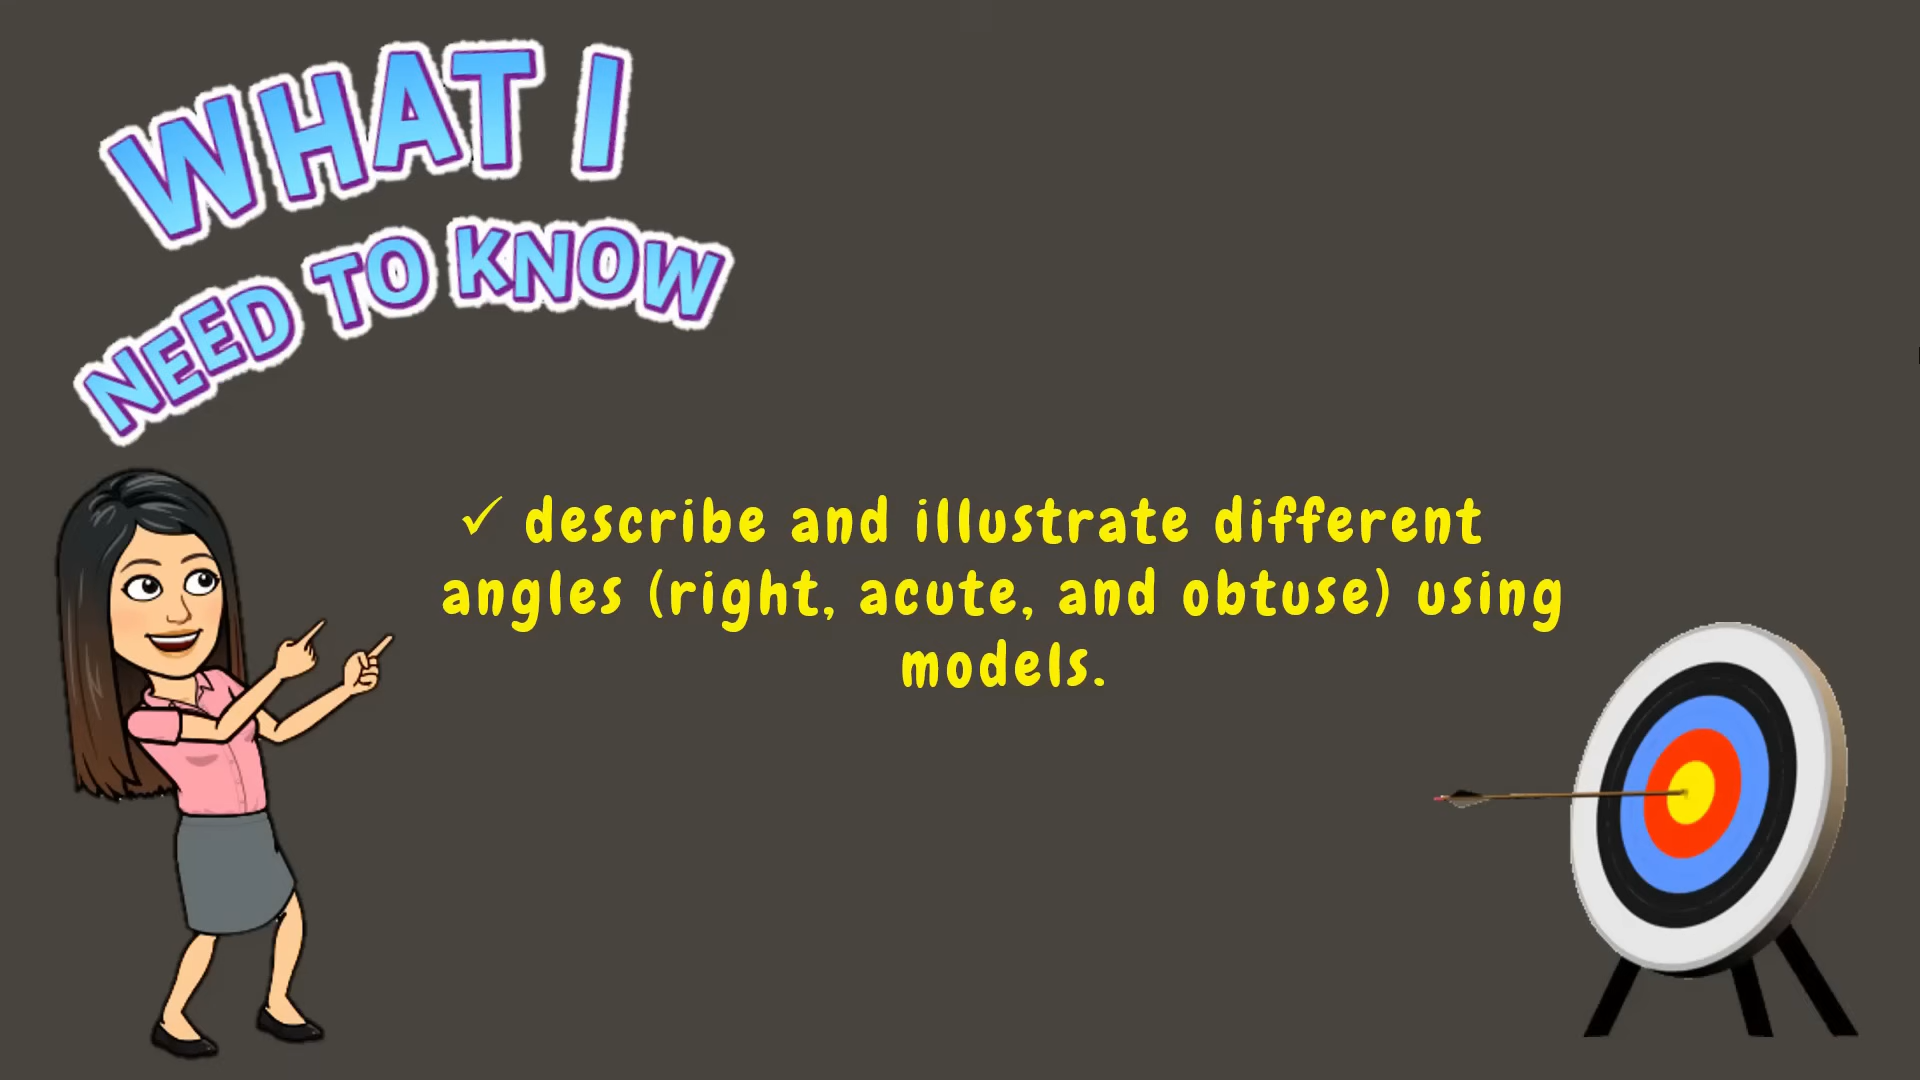 WHAT I
NEED TO KNOW
✓ describe and illustrate different
angles (right, acute, and obtuse) using
models.